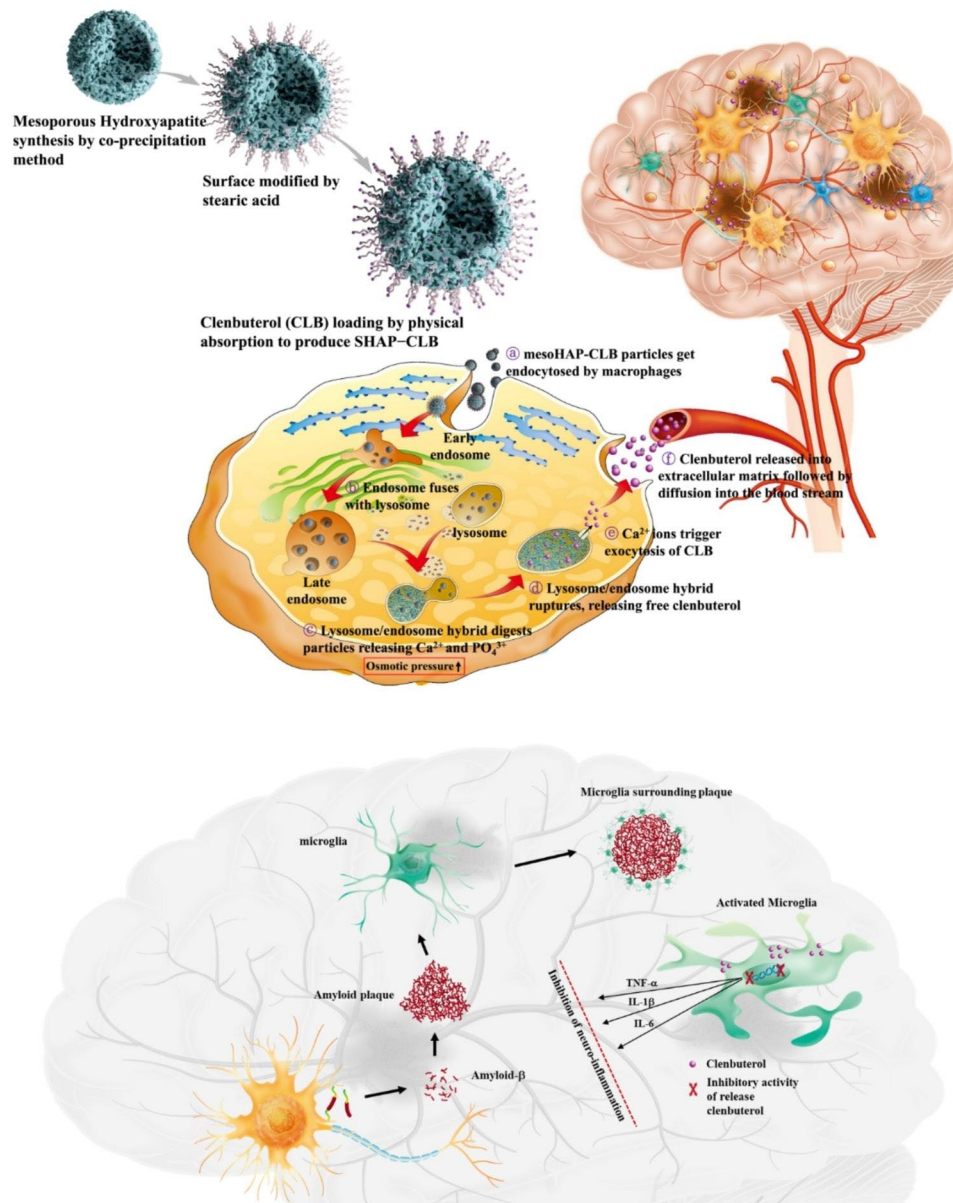 Mesoporous Hydroxyapatite
synthesis by co-precipitation
method
Surface modified by
stearic acid
Clenbuterol (CLB) loading by physical
absorption to produce SHAP−CLB
ⓐ mesoHAP-CLB particles get
endocytosed by macrophages
Early
endosome
ⓑ Endosome fuses
with lysosome
lysosome
Late
endosome
ⓒ Lysosome/endosome hybrid digests
particles releasing Ca²⁺ and PO₄³⁺
Osmotic pressure↑
ⓓ Lysosome/endosome hybrid
ruptures, releasing free clenbuterol
ⓔ Ca²⁺ ions trigger
exocytosis of CLB
ⓕ Clenbuterol released into
extracellular matrix followed by
diffusion into the blood stream
Microglia surrounding plaque
microglia
Activated Microglia
Amyloid plaque
TNF-α
IL-1β
IL-6
Inhibition of neuro-inflammation
Amyloid-β
Clenbuterol
Inhibitory activity
of release
clenbuterol